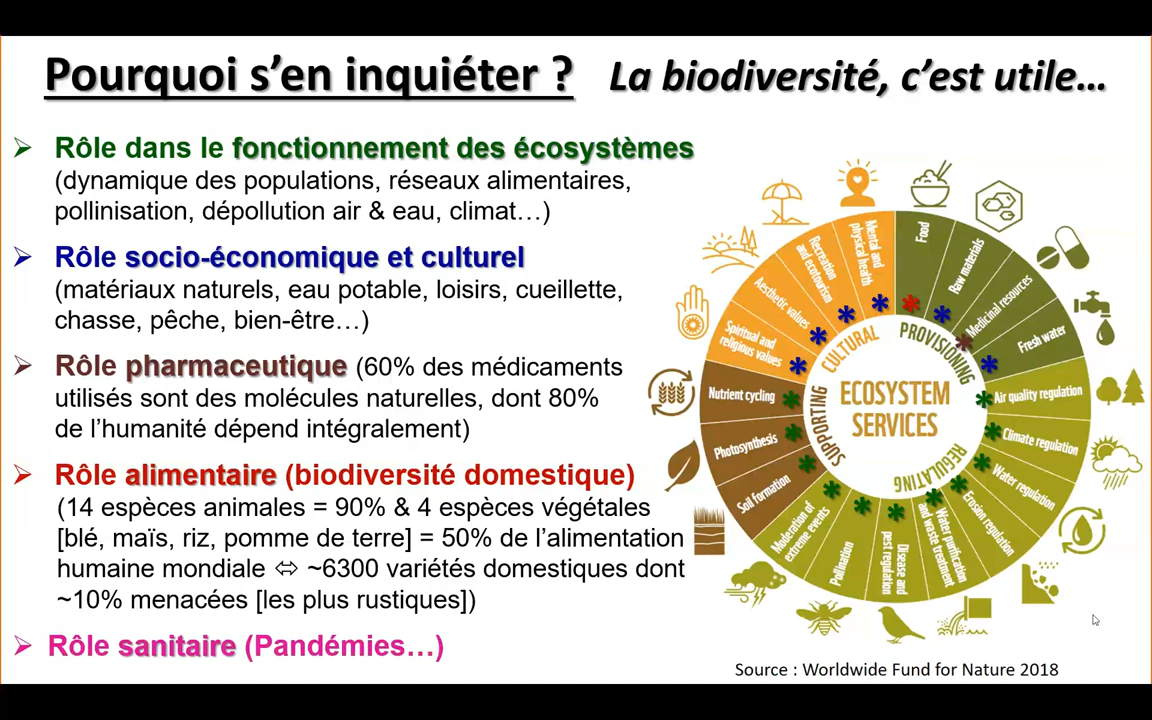 Pourquoi s'en inquiéter ? La biodiversité, c'est utile…
➢ Rôle dans le fonctionnement des écosystèmes
(dynamique des populations, réseaux alimentaires,
pollinisation, dépollution air & eau, climat…)
➢ Rôle socio-économique et culturel
(matériaux naturels, eau potable, loisirs, cueillette,
chasse, pêche, bien-être…)
➢ Rôle pharmaceutique (60% des médicaments
utilisés sont des molécules naturelles, dont 80%
de l'humanité dépend intégralement)
➢ Rôle alimentaire (biodiversité domestique)
(14 espèces animales = 90% & 4 espèces végétales
[blé, maïs, riz, pomme de terre] = 50% de l'alimentation
humaine mondiale ⇔ ~6300 variétés domestiques dont
~10% menacées [les plus rustiques])
➢ Rôle sanitaire (Pandémies…)
ECOSYSTEM
SERVICES
PROVISIONING
Food
Raw materials
Medicinal resources
Fresh water
REGULATING
Air quality regulation
Climate regulation
Water regulation
Erosion regulation
Water purification
and waste treatment
Disease and
pest regulation
Pollination
Moderation of
extreme events
SUPPORTING
Soil formation
Photosynthesis
Nutrient cycling
CULTURAL
Spiritual and
religious values
Aesthetic values
Recreation
and ecotourism
Mental and
physical health
Source : Worldwide Fund for Nature 2018